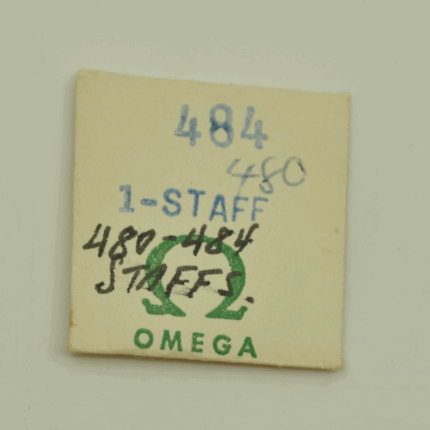 484
480
1-STAFF
480-484
STAFFS.
Ω
OMEGA